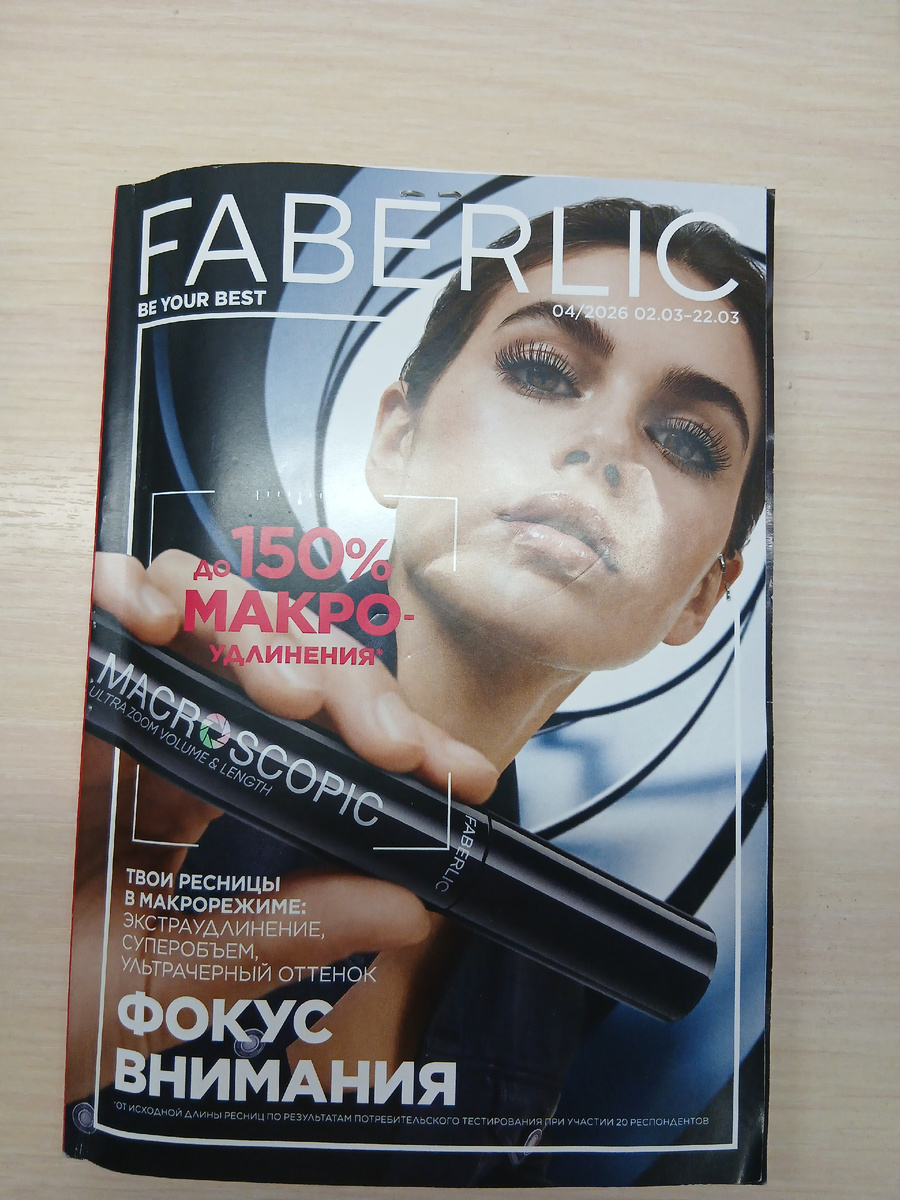 FABERLIC
BE YOUR BEST
04/2026 02.03-22.03
ДО 150%
МАКРО-
УДЛИНЕНИЯ*
MACROSCOPIC
ULTRA ZOOM VOLUME & LENGTH
FABERLIC
ТВОИ РЕСНИЦЫ
В МАКРОРЕЖИМЕ:
ЭКСТРАУДЛИНЕНИЕ,
СУПЕРОБЪЕМ,
УЛЬТРАЧЕРНЫЙ ОТТЕНОК
ФОКУС
ВНИМАНИЯ
*ОТ ИСХОДНОЙ ДЛИНЫ РЕСНИЦ ПО РЕЗУЛЬТАТАМ ПОТРЕБИТЕЛЬСКОГО ТЕСТИРОВАНИЯ ПРИ УЧАСТИИ 20 РЕСПОНДЕНТОВ